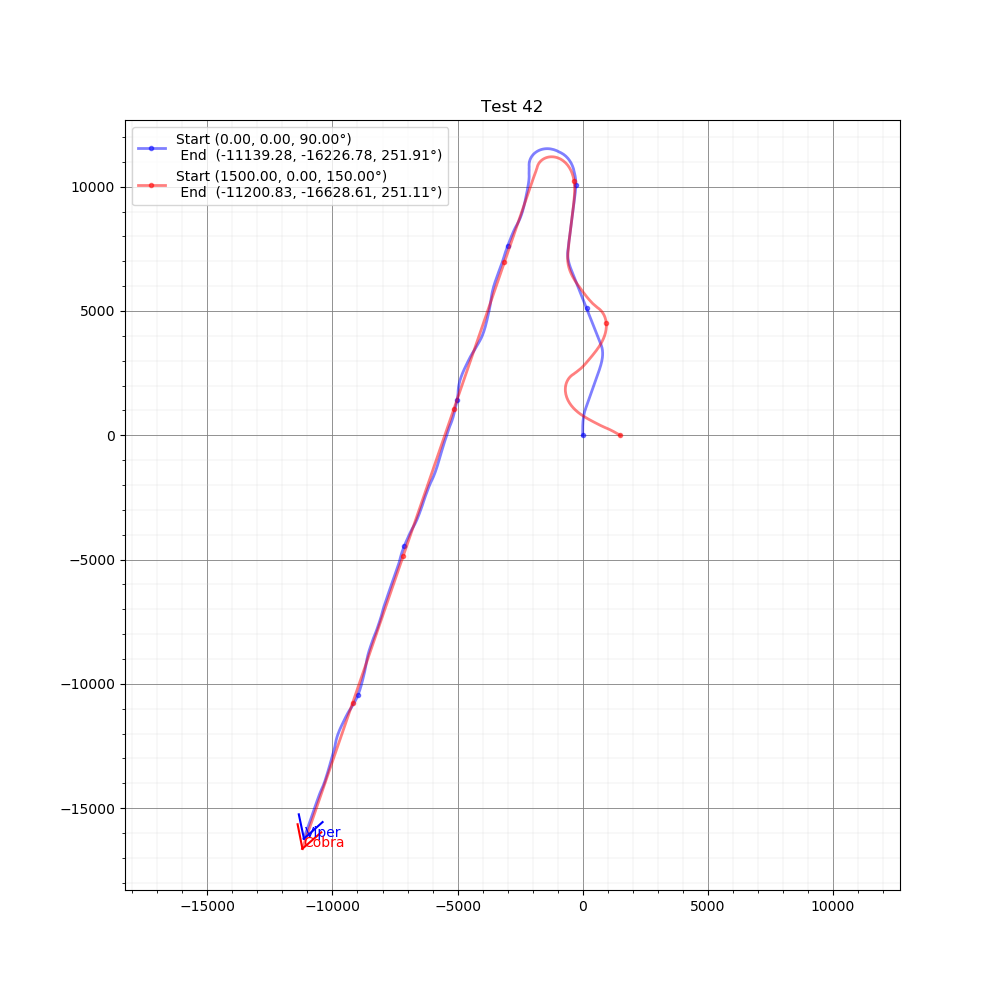 Test 42
Start (0.00, 0.00, 90.00°)
End (-11139.28, -16226.78, 251.91°)
Start (1500.00, 0.00, 150.00°)
End (-11200.83, -16628.61, 251.11°)
10000
5000
0
−5000
−10000
−15000
Viper
Cobra
−15000 −10000 −5000 0 5000 10000